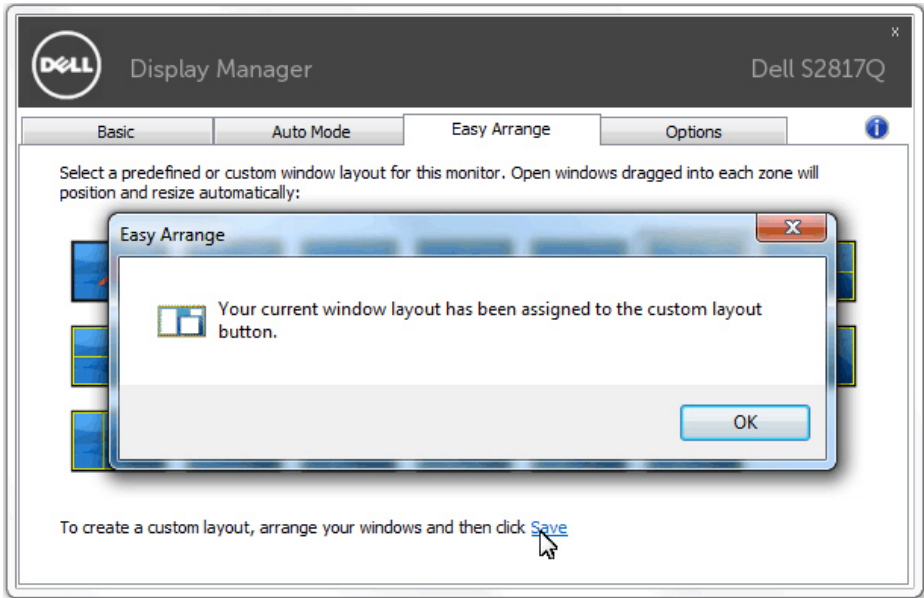 x
DELL
Display Manager
Dell S2817Q
Basic
Auto Mode
Easy Arrange
Options
i
Select a predefined or custom window layout for this monitor. Open windows dragged into each zone will
position and resize automatically:
Easy Arrange
x
Your current window layout has been assigned to the custom layout
button.
OK
To create a custom layout, arrange your windows and then click Save